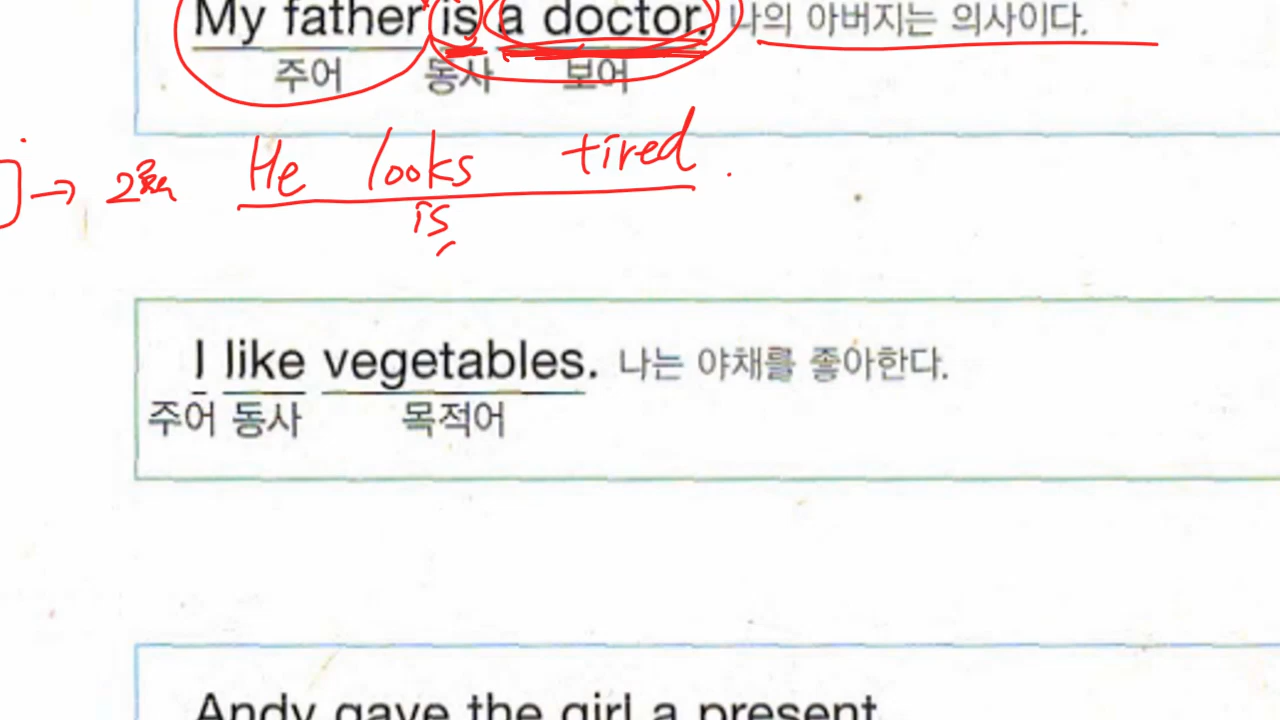 My father is a doctor. 나의 아버지는 의사이다.
주어 동사 보어
→ 2형식 He looks tired.
is
I like vegetables. 나는 야채를 좋아한다.
주어 동사 목적어
Andy gave the girl a present.